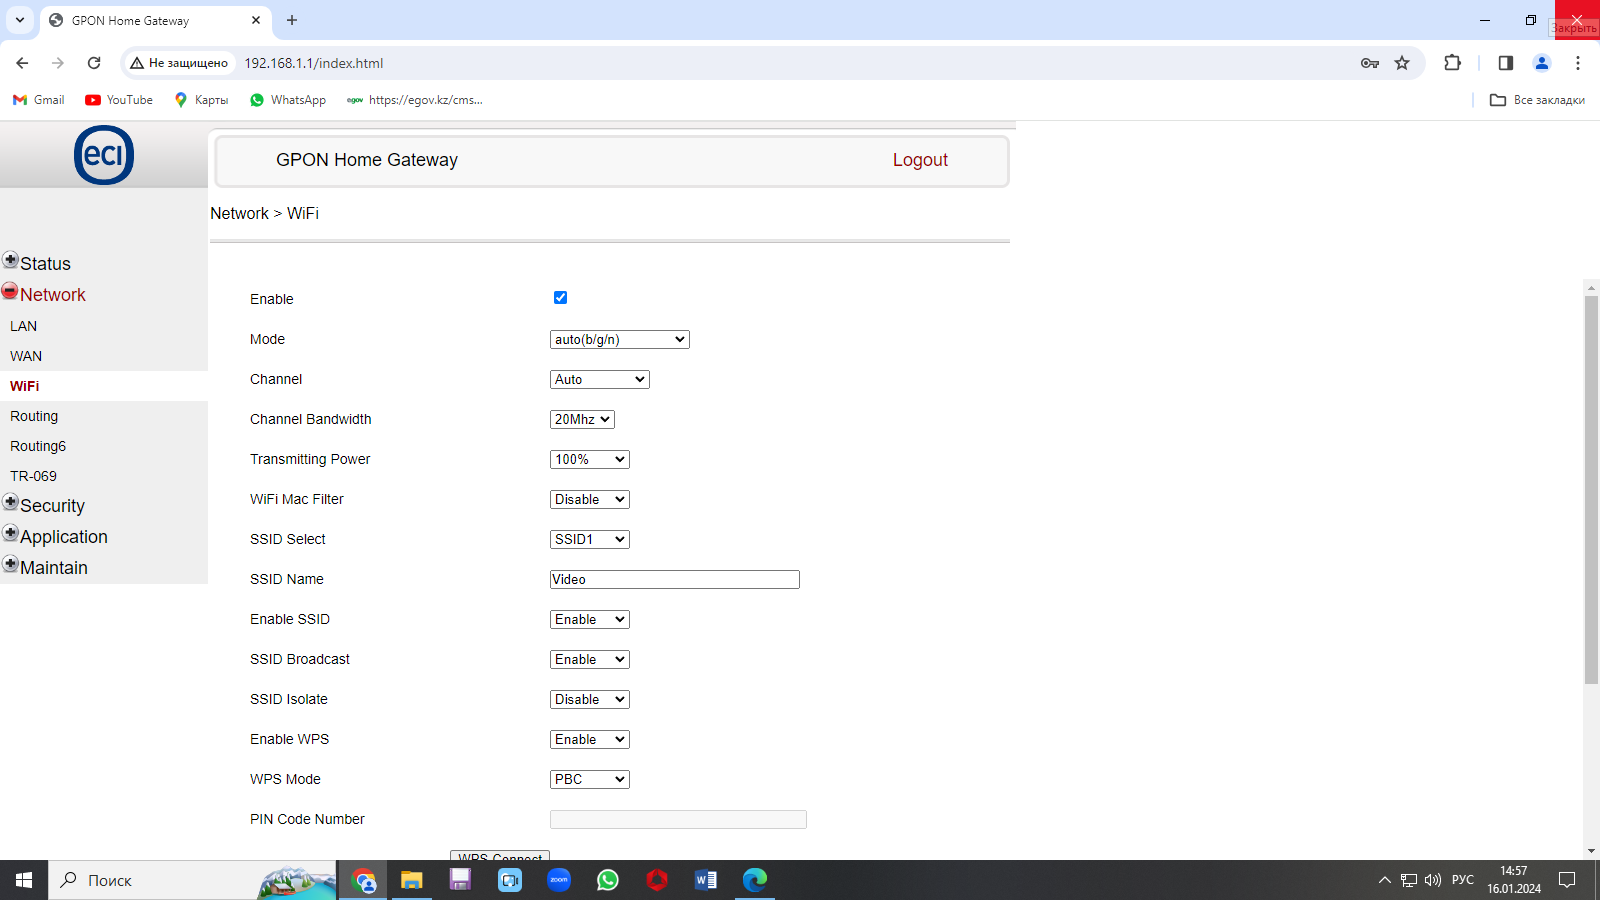 GPON Home Gateway
Закрыть
Не защищено
192.168.1.1/index.html
Gmail
YouTube
Карты
WhatsApp
egov
https://egov.kz/cms...
Все закладки
eci
GPON Home Gateway
Logout
Network > WiFi
Status
Network
LAN
WAN
WiFi
Routing
Routing6
TR-069
Security
Application
Maintain
Enable
Mode
auto(b/g/n)
Channel
Auto
Channel Bandwidth
20Mhz
Transmitting Power
100%
WiFi Mac Filter
Disable
SSID Select
SSID1
SSID Name
Video
Enable SSID
Enable
SSID Broadcast
Enable
SSID Isolate
Disable
Enable WPS
Enable
WPS Mode
PBC
PIN Code Number
WPS Connect
Поиск
zoom
W
РУС
14:57
16.01.2024